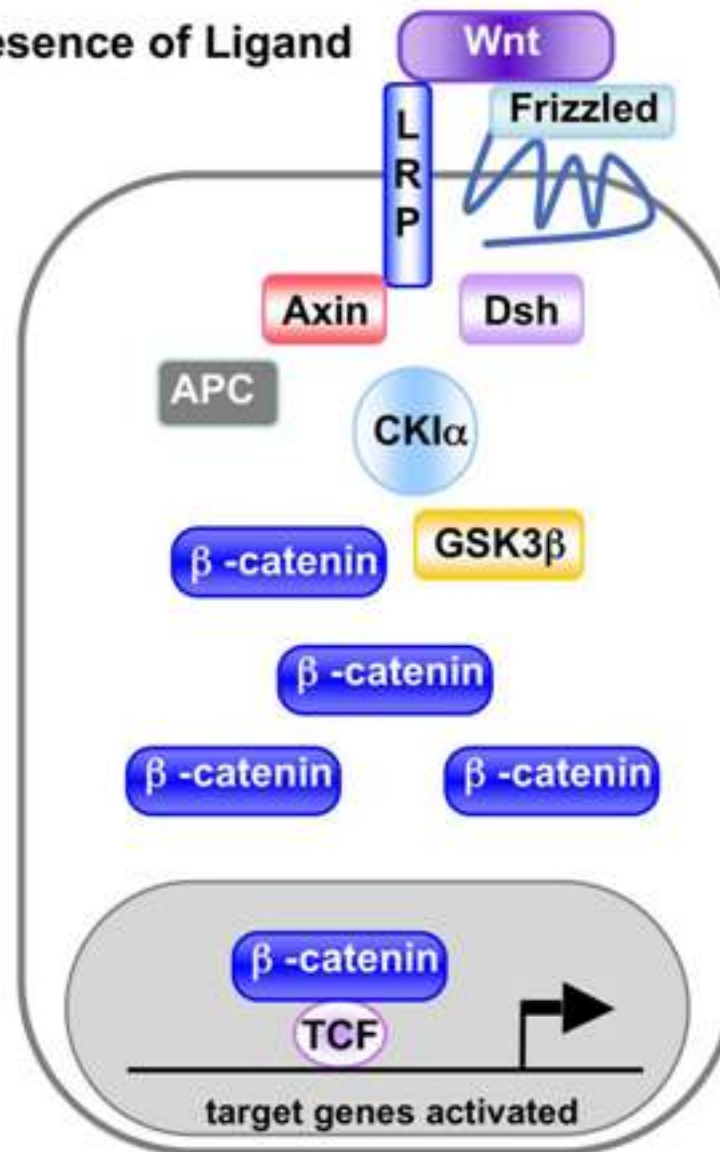 esence of Ligand
Wnt
Frizzled
L
R
P
Axin
Dsh
APC
CKIα
GSK3β
β -catenin
β -catenin
β -catenin
β -catenin
β -catenin
TCF
target genes activated